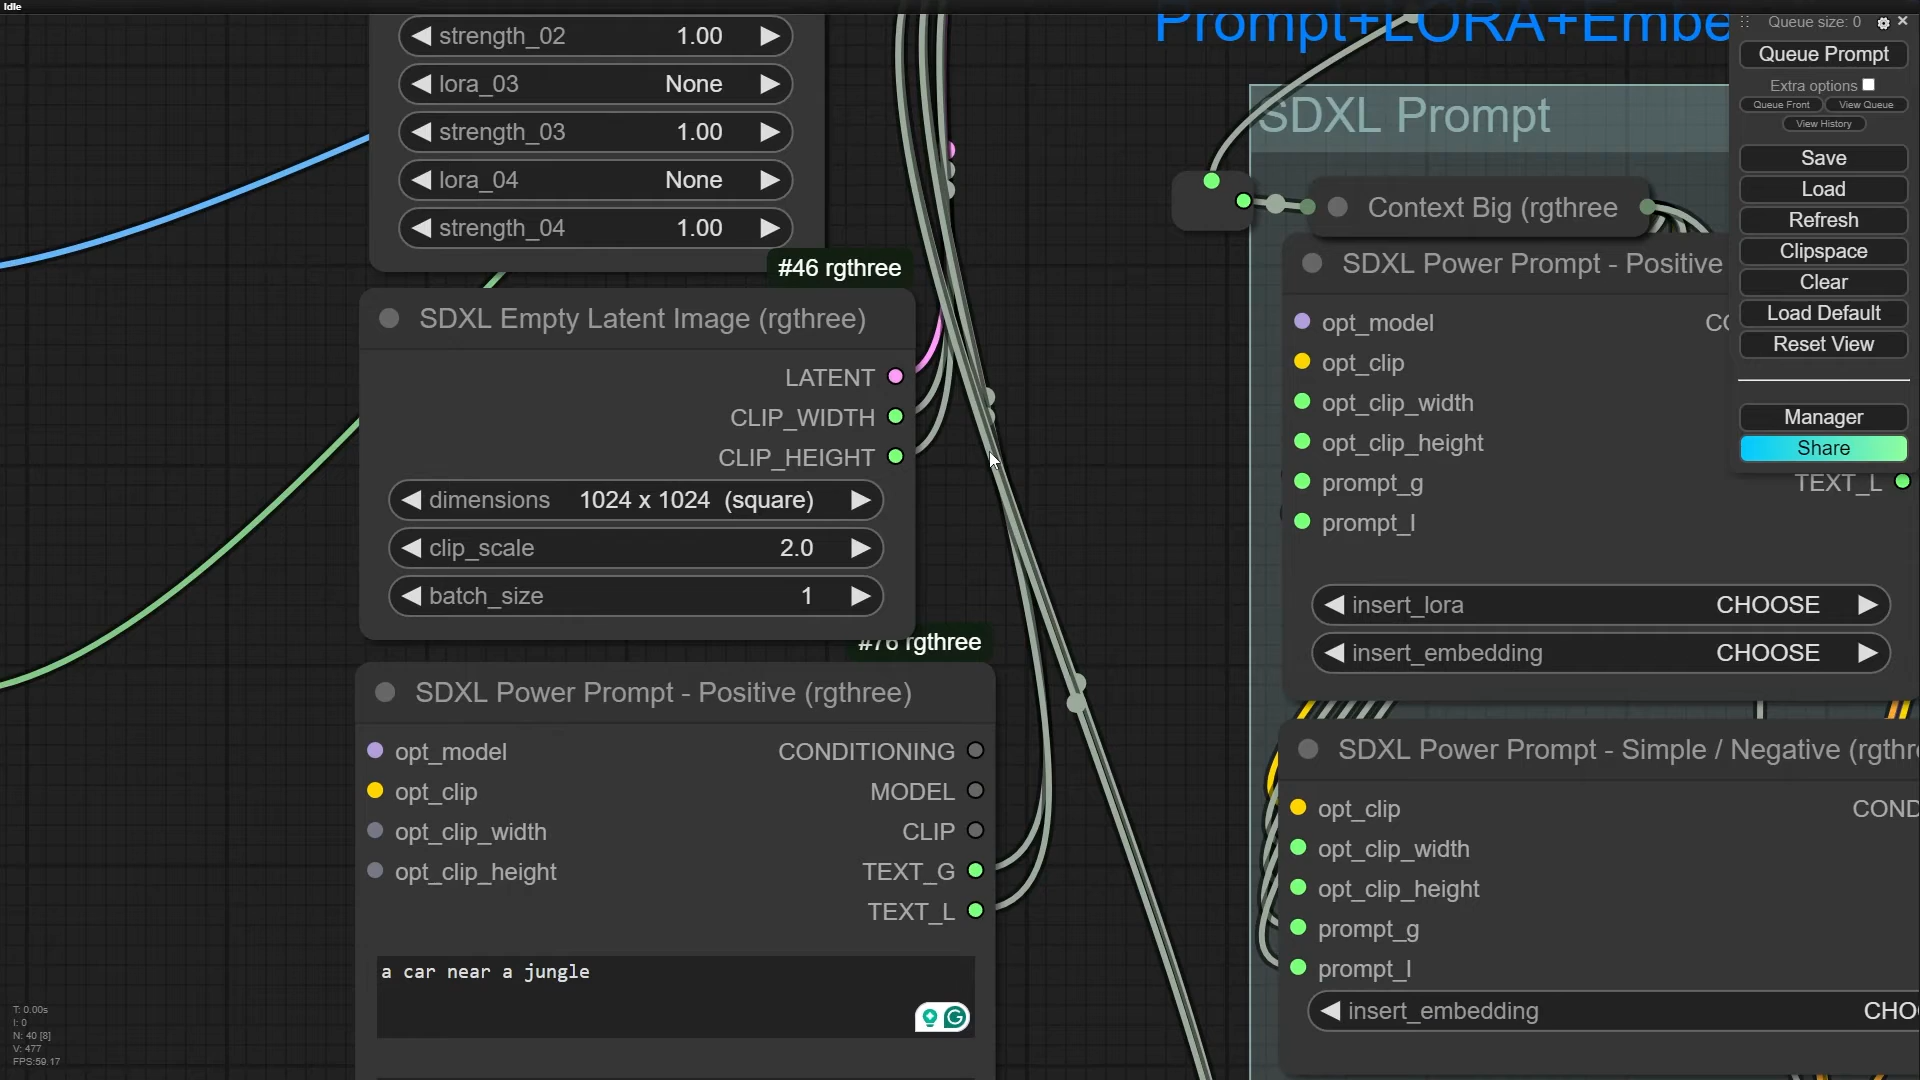 Idle
strength_02 1.00
lora_03 None
strength_03 1.00
lora_04 None
strength_04 1.00
#46 rgthree
SDXL Empty Latent Image (rgthree)
LATENT
CLIP_WIDTH
CLIP_HEIGHT
dimensions 1024 x 1024 (square)
clip_scale 2.0
batch_size 1
#76 rgthree
SDXL Power Prompt - Positive (rgthree)
opt_model CONDITIONING
opt_clip MODEL
opt_clip_width CLIP
opt_clip_height TEXT_G
TEXT_L
a car near a jungle
T: 0.00s
I: 0
N: 40 [8]
V: 477
FPS:59.17
Prompt+LORA+Embe
SDXL Prompt
Context Big (rgthree
SDXL Power Prompt - Positive
opt_model CO
opt_clip
opt_clip_width
opt_clip_height
prompt_g TEXT_L
prompt_l
insert_lora CHOOSE
insert_embedding CHOOSE
SDXL Power Prompt - Simple / Negative (rgthre
opt_clip COND
opt_clip_width
opt_clip_height
prompt_g
prompt_l
insert_embedding CHO
Queue size: 0
Queue Prompt
Extra options
Queue Front View Queue
View History
Save
Load
Refresh
Clipspace
Clear
Load Default
Reset View
Manager
Share